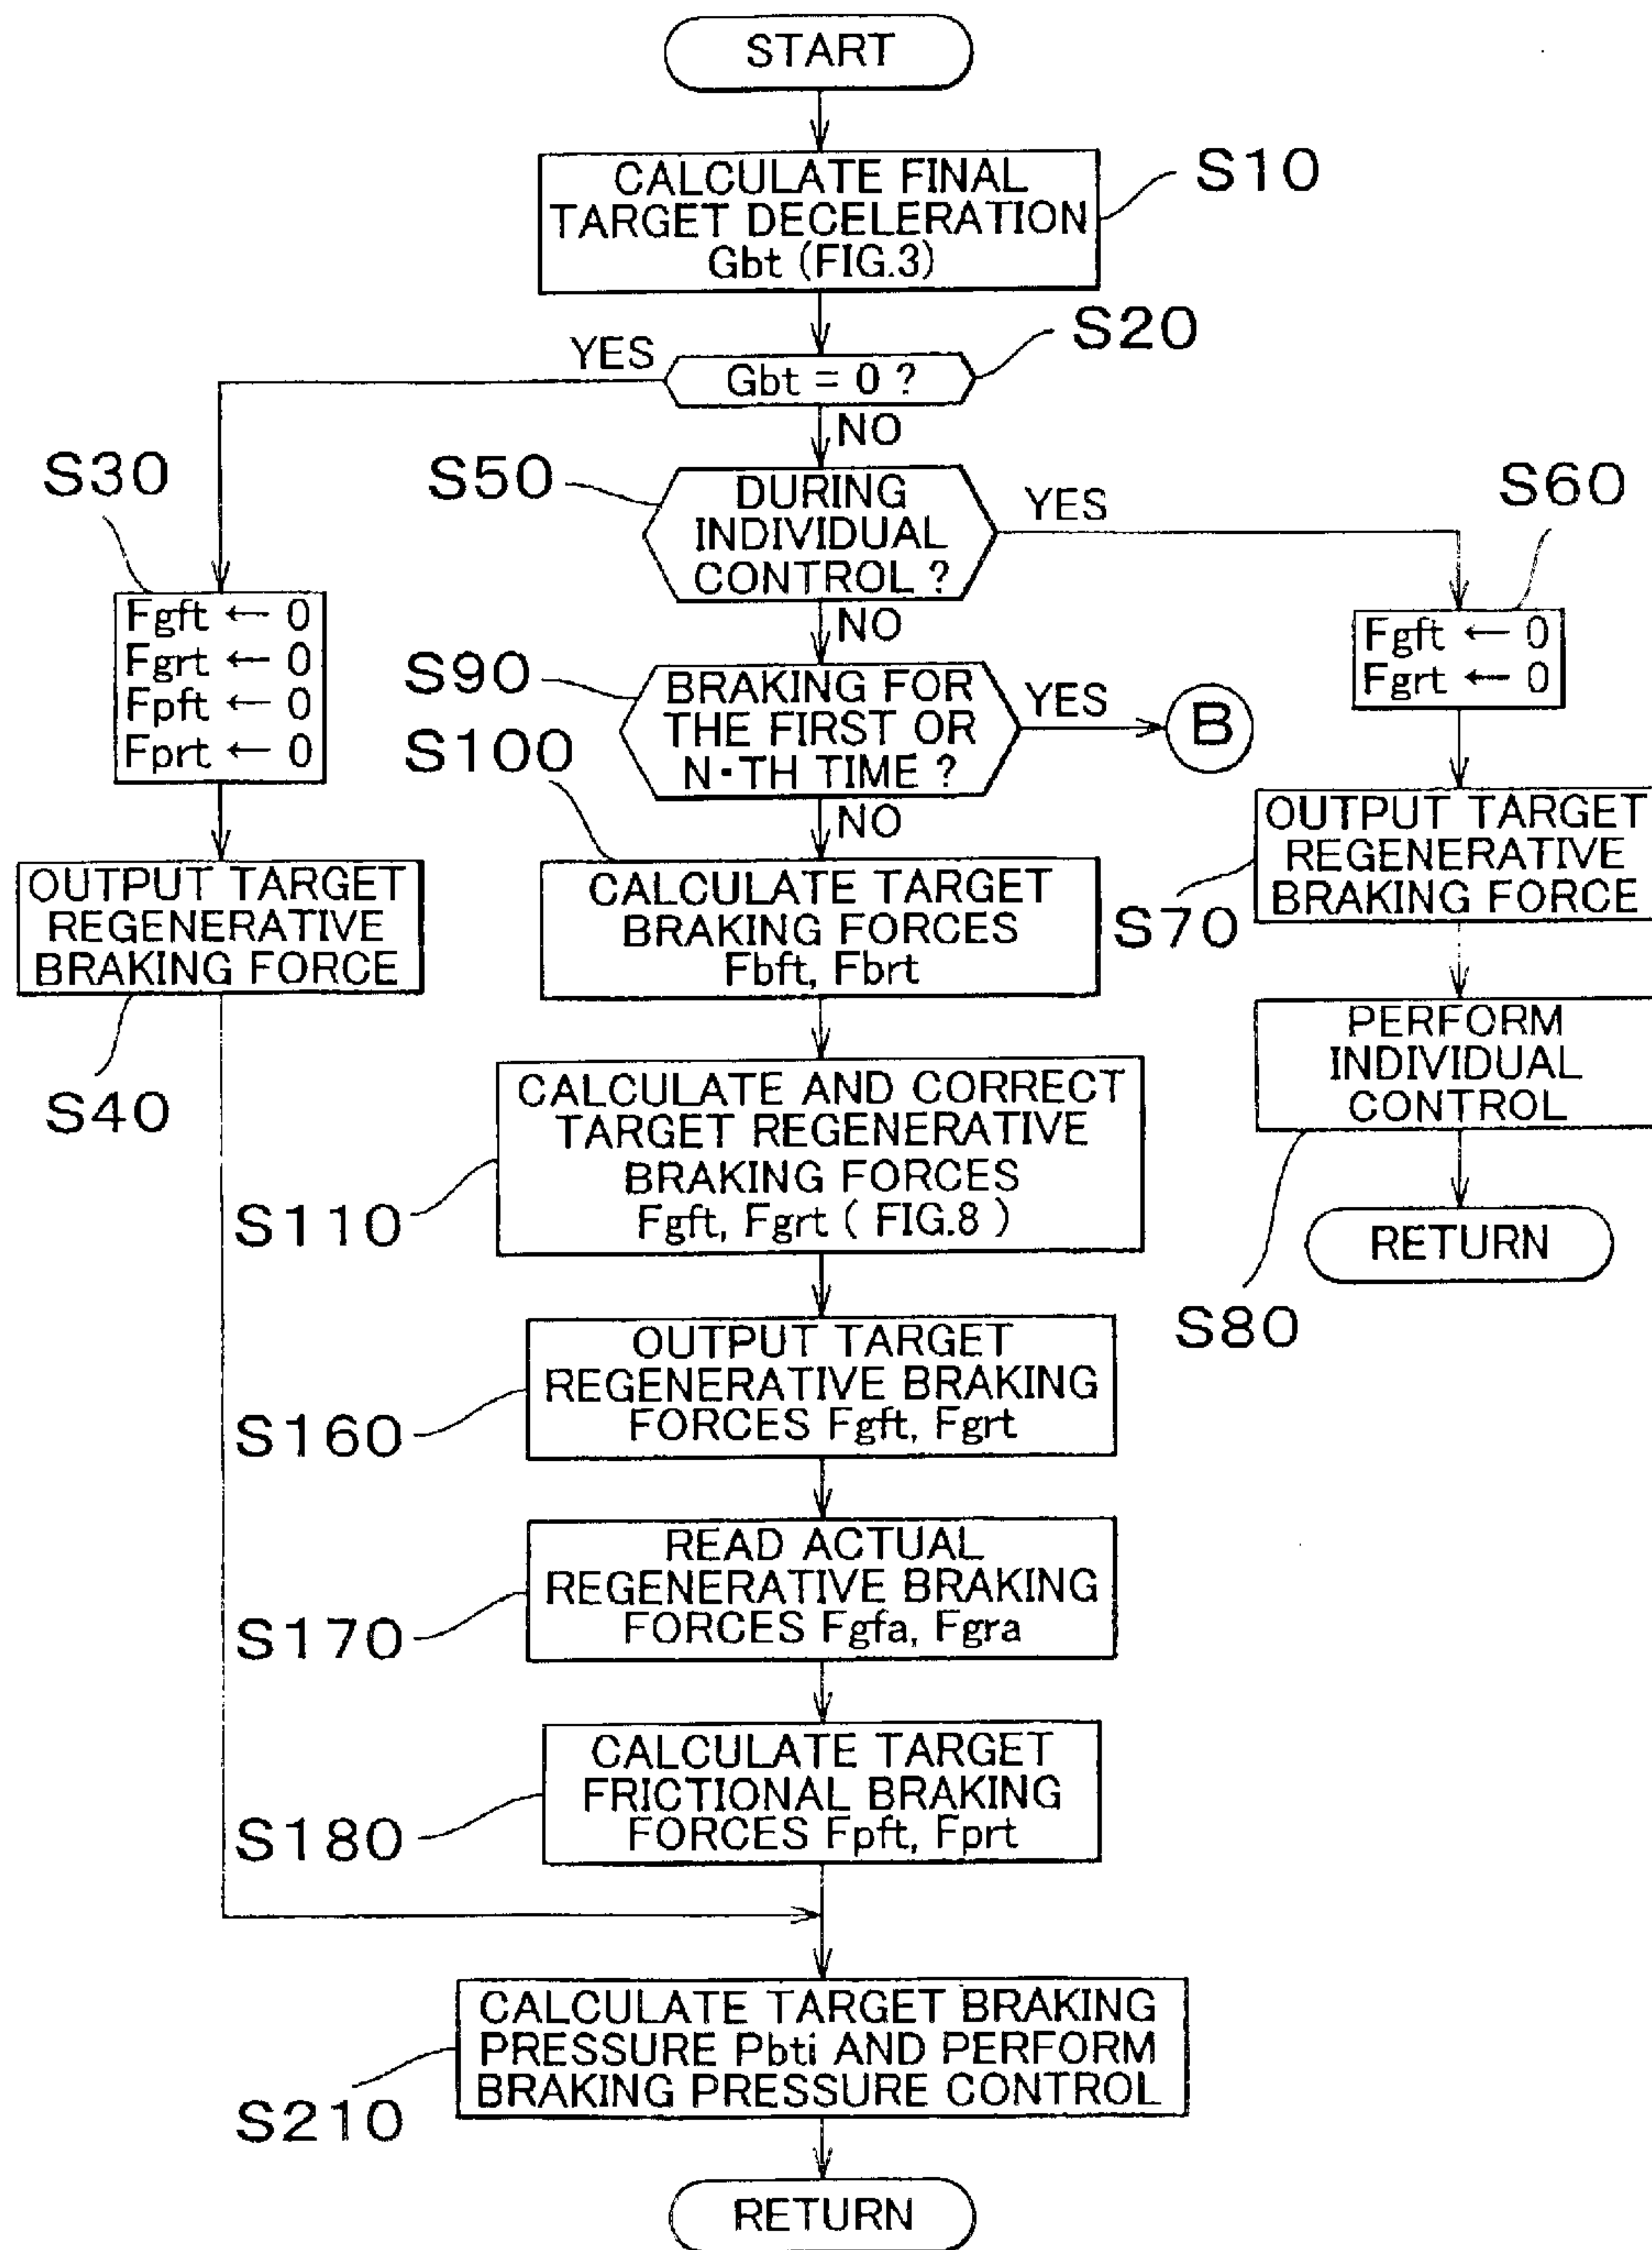 START
CALCULATE FINAL
TARGET DECELERATION
Gbt (FIG.3)
S10
S20
YES
Gbt = 0 ?
NO
S30
S50
DURING
INDIVIDUAL
CONTROL ?
YES
S60
NO
Fgft ← 0
Fgrt ← 0
Fpft ← 0
Fprt ← 0
Fgft ← 0
Fgrt ← 0
S90
BRAKING FOR
THE FIRST OR
N・TH TIME ?
YES
B
S100
NO
OUTPUT TARGET
REGENERATIVE
BRAKING FORCE
S70
OUTPUT TARGET
REGENERATIVE
BRAKING FORCE
S40
CALCULATE TARGET
BRAKING FORCES
Fbft, Fbrt
PERFORM
INDIVIDUAL
CONTROL
S80
CALCULATE AND CORRECT
TARGET REGENERATIVE
BRAKING FORCES
Fgft, Fgrt ( FIG.8 )
S110
RETURN
OUTPUT TARGET
REGENERATIVE BRAKING
FORCES Fgft, Fgrt
S160
READ ACTUAL
REGENERATIVE BRAKING
FORCES Fgfa, Fgra
S170
CALCULATE TARGET
FRICTIONAL BRAKING
FORCES Fpft, Fprt
S180
CALCULATE TARGET BRAKING
PRESSURE Pbti AND PERFORM
BRAKING PRESSURE CONTROL
S210
RETURN